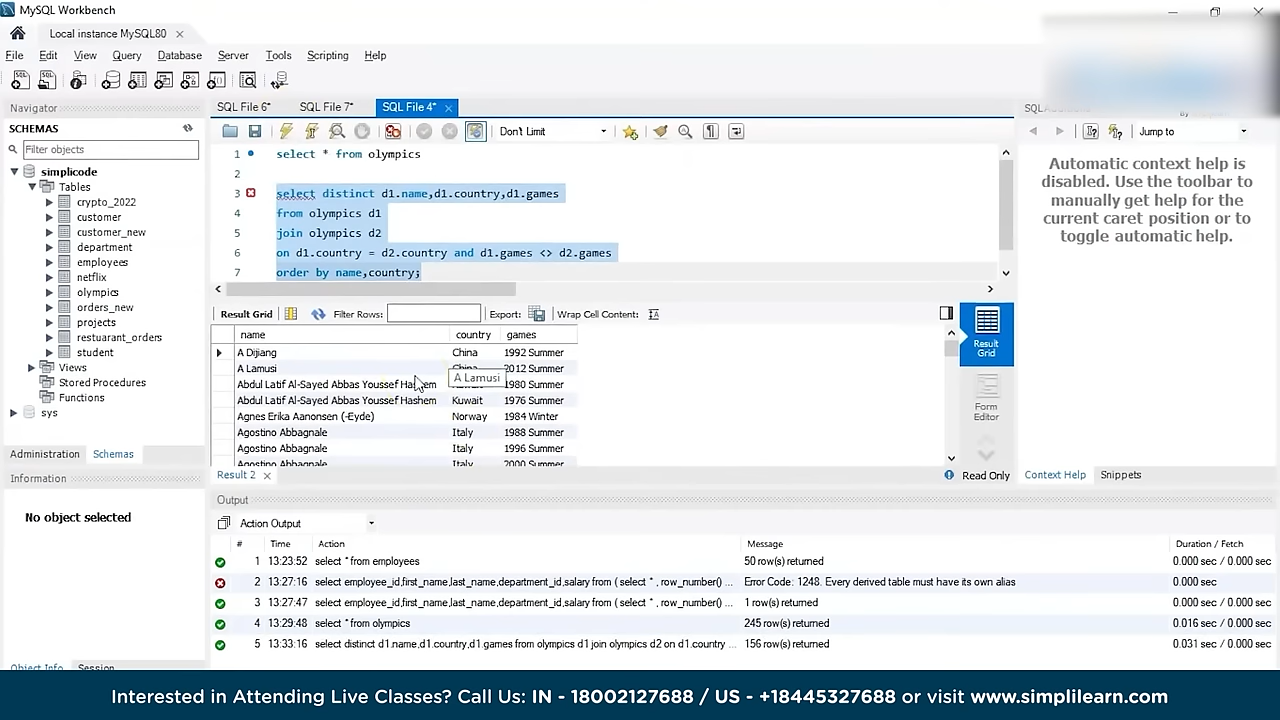 MySQL Workbench
Local instance MySQL80
File Edit View Query Database Server Tools Scripting Help
Navigator
SCHEMAS
Filter objects
simplicode
Tables
crypto_2022
customer
customer_new
department
employees
netflix
olympics
orders_new
projects
restuarant_orders
student
Views
Stored Procedures
Functions
sys
Administration Schemas
Information
No object selected
Object Info Session
SQL File 6* SQL File 7* SQL File 4*
Don't Limit
1 select * from olympics
2
3 select distinct d1.name,d1.country,d1.games
4 from olympics d1
5 join olympics d2
6 on d1.country = d2.country and d1.games <> d2.games
7 order by name,country;
Result Grid Filter Rows: Export: Wrap Cell Content:
name country games
A Dijiang China 1992 Summer
A Lamusi China 2012 Summer
A Lamusi
Abdul Latif Al-Sayed Abbas Youssef Hashem 1980 Summer
Abdul Latif Al-Sayed Abbas Youssef Hashem Kuwait 1976 Summer
Agnes Erika Aanonsen (-Eyde) Norway 1984 Winter
Agostino Abbagnale Italy 1988 Summer
Agostino Abbagnale Italy 1996 Summer
Agostino Abbagnale Italy 2000 Summer
Result Grid
Form Editor
Result 2
Read Only
Jump to
Automatic context help is
disabled. Use the toolbar to
manually get help for the
current caret position or to
toggle automatic help.
Context Help Snippets
Output
Action Output
# Time Action Message Duration / Fetch
1 13:23:52 select * from employees 50 row(s) returned 0.000 sec / 0.000 sec
2 13:27:16 select employee_id,first_name,last_name,department_id,salary from ( select * , row_number() ... Error Code: 1248. Every derived table must have its own alias 0.000 sec
3 13:27:47 select employee_id,first_name,last_name,department_id,salary from ( select * , row_number() ... 1 row(s) returned 0.000 sec / 0.000 sec
4 13:29:48 select * from olympics 245 row(s) returned 0.016 sec / 0.000 sec
5 13:33:16 select distinct d1.name,d1.country,d1.games from olympics d1 join olympics d2 on d1.country ... 156 row(s) returned 0.031 sec / 0.000 sec
Interested in Attending Live Classes? Call Us: IN - 18002127688 / US - +18445327688 or visit www.simplilearn.com